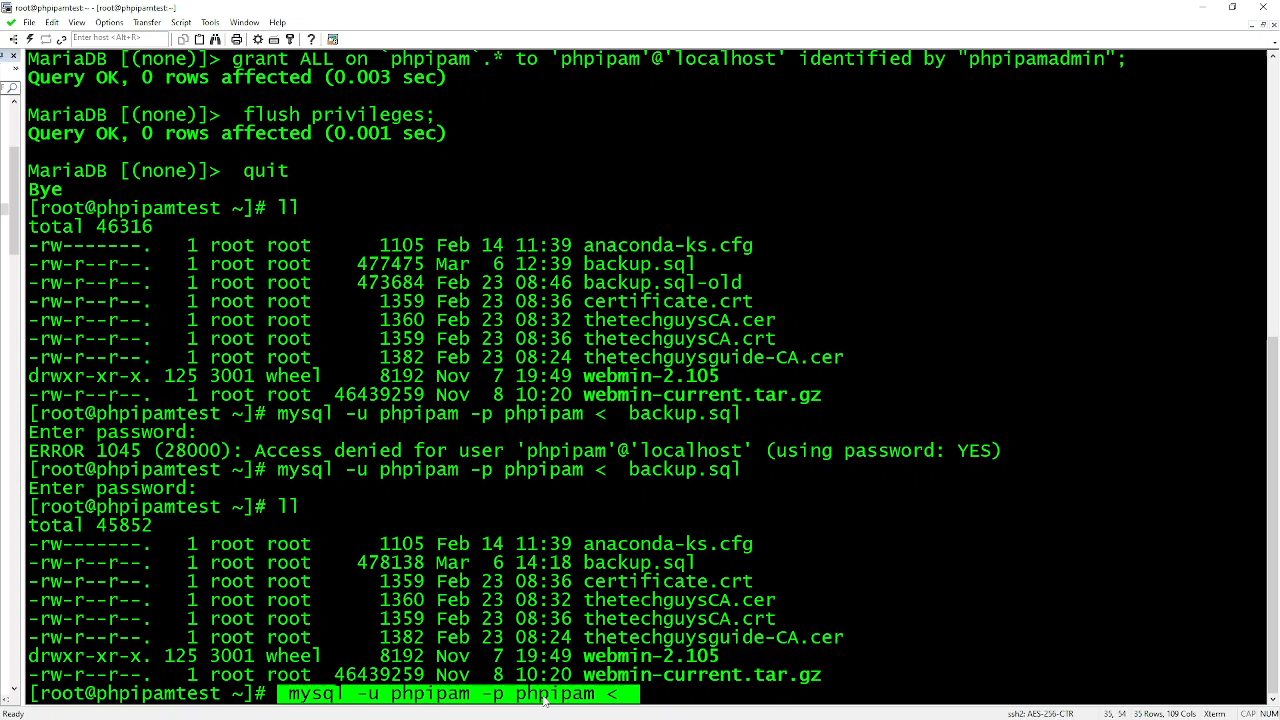 root@phpipamtest:~ - [root@phpipamtest:~]
File Edit View Options Transfer Script Tools Window Help
Enter host <Alt+R>
MariaDB [(none)]> grant ALL on `phpipam`.* to 'phpipam'@'localhost' identified by "phpipamadmin";
Query OK, 0 rows affected (0.003 sec)
MariaDB [(none)]>  flush privileges;
Query OK, 0 rows affected (0.001 sec)
MariaDB [(none)]>  quit
Bye
[root@phpipamtest ~]# ll
total 46316
-rw-------.   1 root root      1105 Feb 14 11:39 anaconda-ks.cfg
-rw-r--r--.   1 root root    477475 Mar  6 12:39 backup.sql
-rw-r--r--.   1 root root    473684 Feb 23 08:46 backup.sql-old
-rw-r--r--.   1 root root      1359 Feb 23 08:36 certificate.crt
-rw-r--r--.   1 root root      1360 Feb 23 08:32 thetechguysCA.cer
-rw-r--r--.   1 root root      1359 Feb 23 08:36 thetechguysCA.crt
-rw-r--r--.   1 root root      1382 Feb 23 08:24 thetechguysguide-CA.cer
drwxr-xr-x. 125 3001 wheel     8192 Nov  7 19:49 webmin-2.105
-rw-r--r--.   1 root root  46439259 Nov  8 10:20 webmin-current.tar.gz
[root@phpipamtest ~]# mysql -u phpipam -p phpipam <  backup.sql
Enter password:
ERROR 1045 (28000): Access denied for user 'phpipam'@'localhost' (using password: YES)
[root@phpipamtest ~]# mysql -u phpipam -p phpipam <  backup.sql
Enter password:
[root@phpipamtest ~]# ll
total 45852
-rw-------.   1 root root      1105 Feb 14 11:39 anaconda-ks.cfg
-rw-r--r--.   1 root root    478138 Mar  6 14:18 backup.sql
-rw-r--r--.   1 root root      1359 Feb 23 08:36 certificate.crt
-rw-r--r--.   1 root root      1360 Feb 23 08:32 thetechguysCA.cer
-rw-r--r--.   1 root root      1359 Feb 23 08:36 thetechguysCA.crt
-rw-r--r--.   1 root root      1382 Feb 23 08:24 thetechguysguide-CA.cer
drwxr-xr-x. 125 3001 wheel     8192 Nov  7 19:49 webmin-2.105
-rw-r--r--.   1 root root  46439259 Nov  8 10:20 webmin-current.tar.gz
[root@phpipamtest ~]#  mysql -u phpipam -p phpipam <
Ready ssh2: AES-256-CTR 35, 54 35 Rows, 109 Cols Xterm CAP NUM